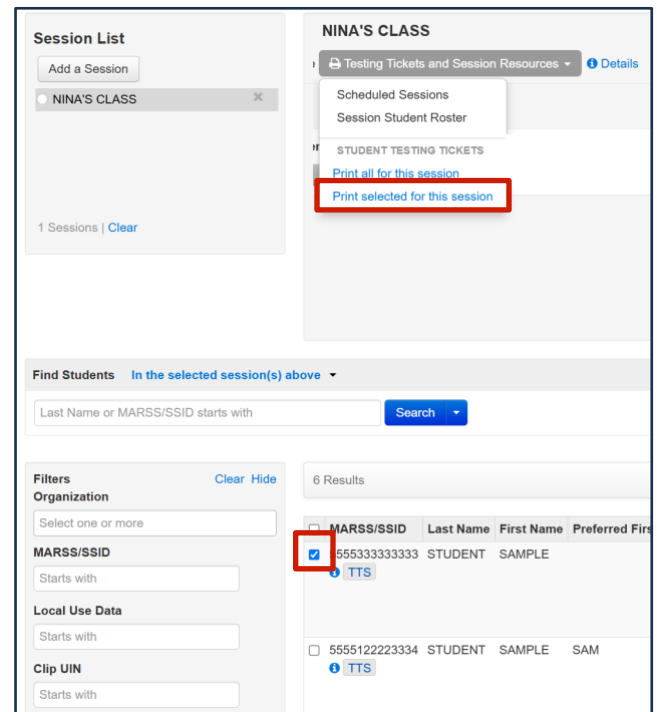 Session List
Add a Session
NINA'S CLASS
1 Sessions | Clear
NINA'S CLASS
Testing Tickets and Session Resources
Details
Scheduled Sessions
Session Student Roster
STUDENT TESTING TICKETS
Print all for this session
Print selected for this session
Find Students In the selected session(s) above
Last Name or MARSS/SSID starts with
Search
Filters Clear Hide
Organization
Select one or more
MARSS/SSID
Starts with
Local Use Data
Starts with
Clip UIN
Starts with
6 Results
MARSS/SSID Last Name First Name Preferred Firs
5555333333333 STUDENT SAMPLE
TTS
5555122223334 STUDENT SAMPLE SAM
TTS